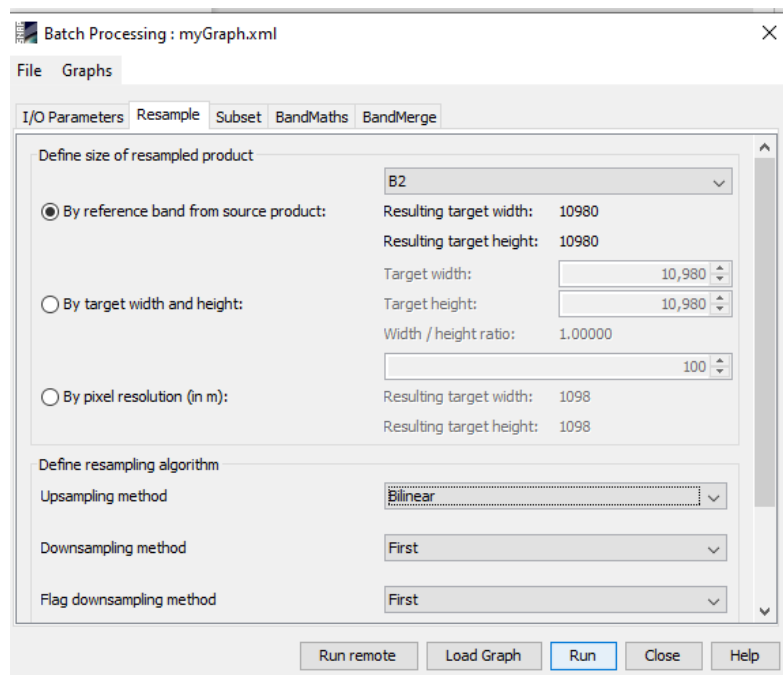 Batch Processing : myGraph.xml
File Graphs
I/O Parameters Resample Subset BandMaths BandMerge
Define size of resampled product
B2
By reference band from source product: Resulting target width: 10980
Resulting target height: 10980
Target width: 10,980
By target width and height: Target height: 10,980
Width / height ratio: 1.00000
100
By pixel resolution (in m): Resulting target width: 1098
Resulting target height: 1098
Define resampling algorithm
Upsampling method Bilinear
Downsampling method First
Flag downsampling method First
Run remote Load Graph Run Close Help